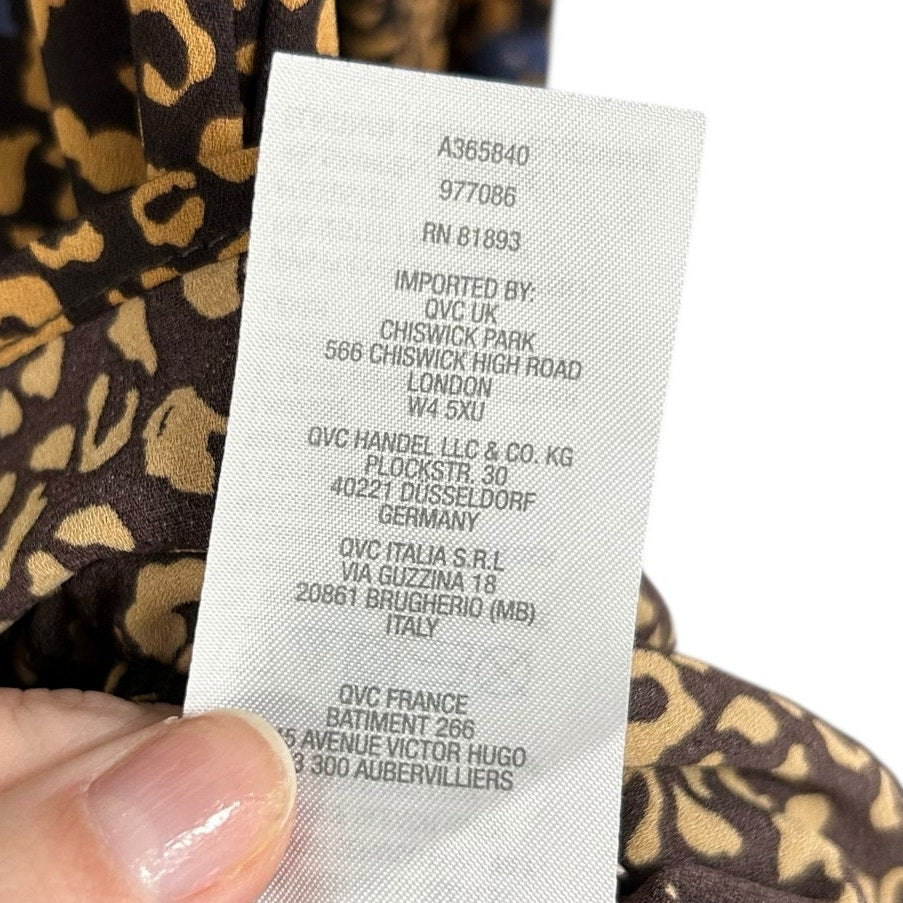 A365840
977086
RN 81893
IMPORTED BY:
QVC UK
CHISWICK PARK
566 CHISWICK HIGH ROAD
LONDON
W4 5XU
QVC HANDEL LLC & CO. KG
PLOCKSTR. 30
40221 DÜSSELDORF
GERMANY
QVC ITALIA S.R.L
VIA GUZZINA 18
20861 BRUGHERIO (MB)
ITALY
QVC FRANCE
BATIMENT 266
AVENUE VICTOR HUGO
300 AUBERVILLIERS